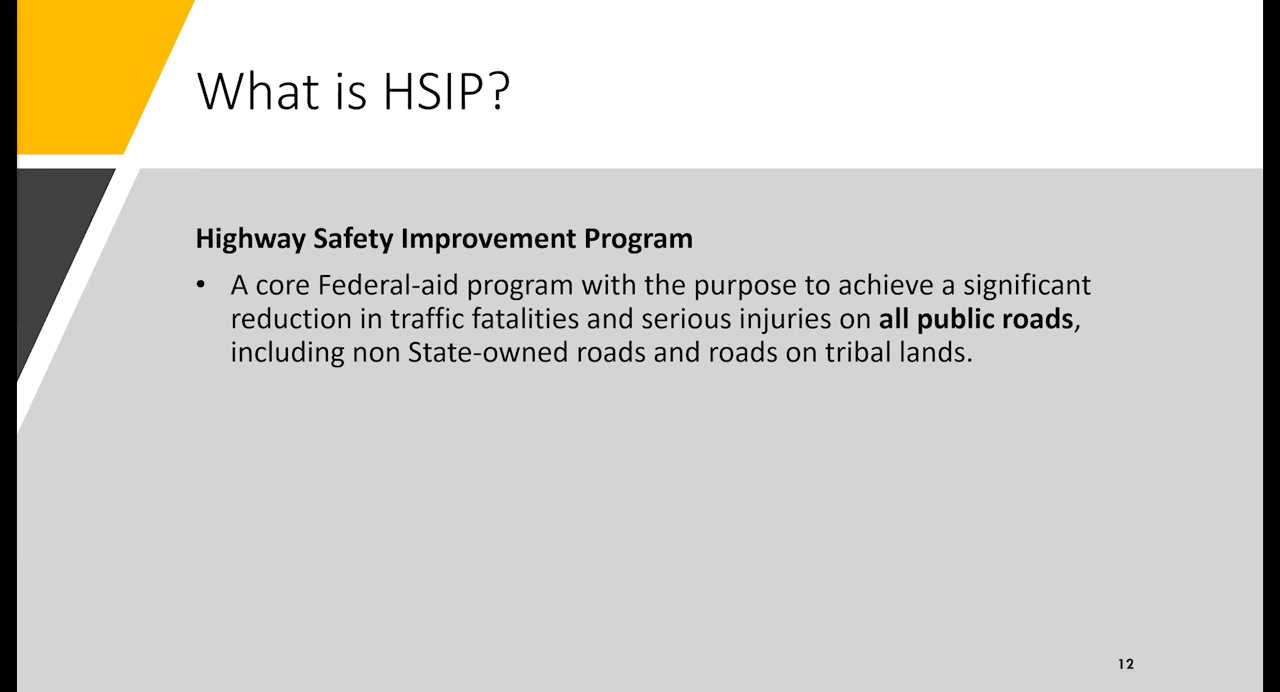 What is HSIP?
Highway Safety Improvement Program
• A core Federal-aid program with the purpose to achieve a significant
reduction in traffic fatalities and serious injuries on all public roads,
including non State-owned roads and roads on tribal lands.
12